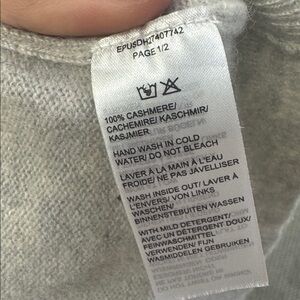 PAGE 1/2
100% CASHMERE/
CACHEMIRE/ KASCHMIR/
KASJMIER
HAND WASH IN COLD
WATER/ DO NOT BLEACH
LAVER À LA MAIN À L'EAU
FROIDE/ NE PAS JAVELLISER
WASH INSIDE OUT/ LAVER À
L'ENVERS/ VON LINKS
WASCHEN/
BINNENSTEBUITEN WASSEN
WITH MILD DETERGENT/
AVEC UN DÉTERGENT DOUX/
FEINWASCHMITTEL
VERWENDEN/ FIJN
WASMIDDELEN GEBRUIKEN